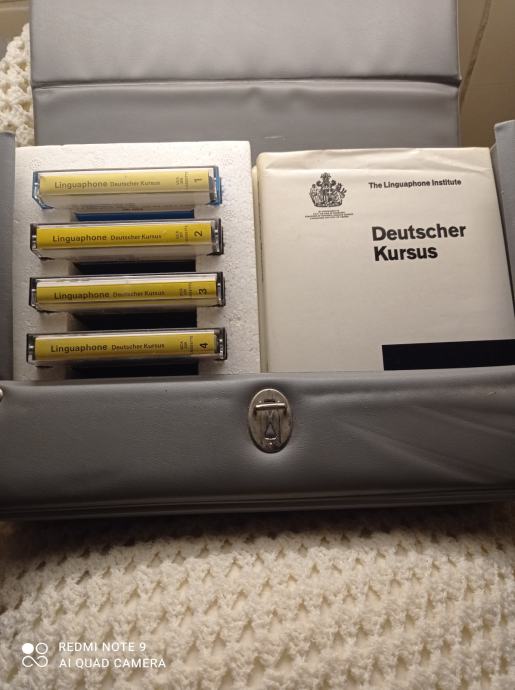 Linguaphone Deutscher Kursus 1
Linguaphone Deutscher Kursus 2
Linguaphone Deutscher Kursus 3
Linguaphone Deutscher Kursus 4
The Linguaphone Institute
Deutscher
Kursus
REDMI NOTE 9
AI QUAD CAMERA